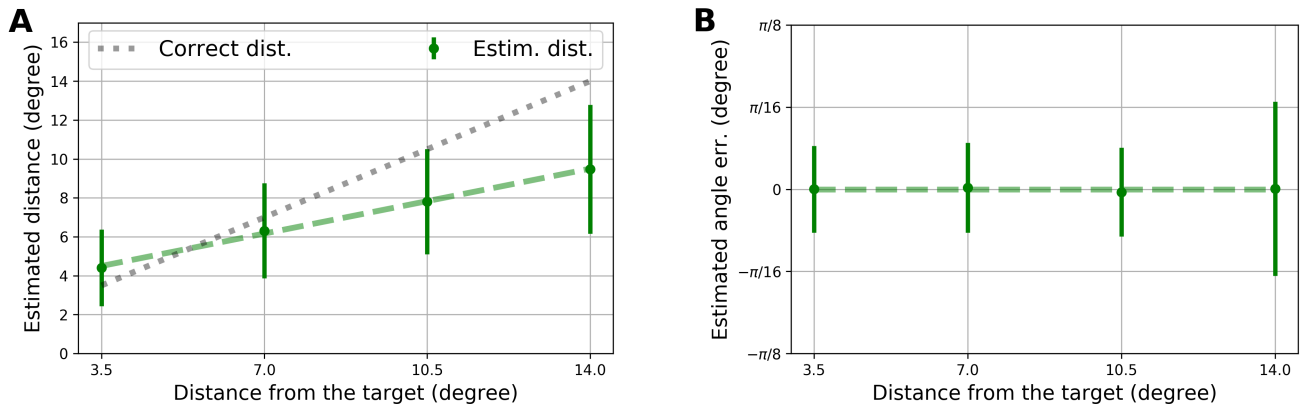 A
Estimated distance (degree)
16
14
12
10
8
6
4
2
0
Correct dist.
Estim. dist.
3.5
7.0
10.5
14.0
Distance from the target (degree)
B
Estimated angle err. (degree)
π/8
π/16
0
−π/16
−π/8
3.5
7.0
10.5
14.0
Distance from the target (degree)